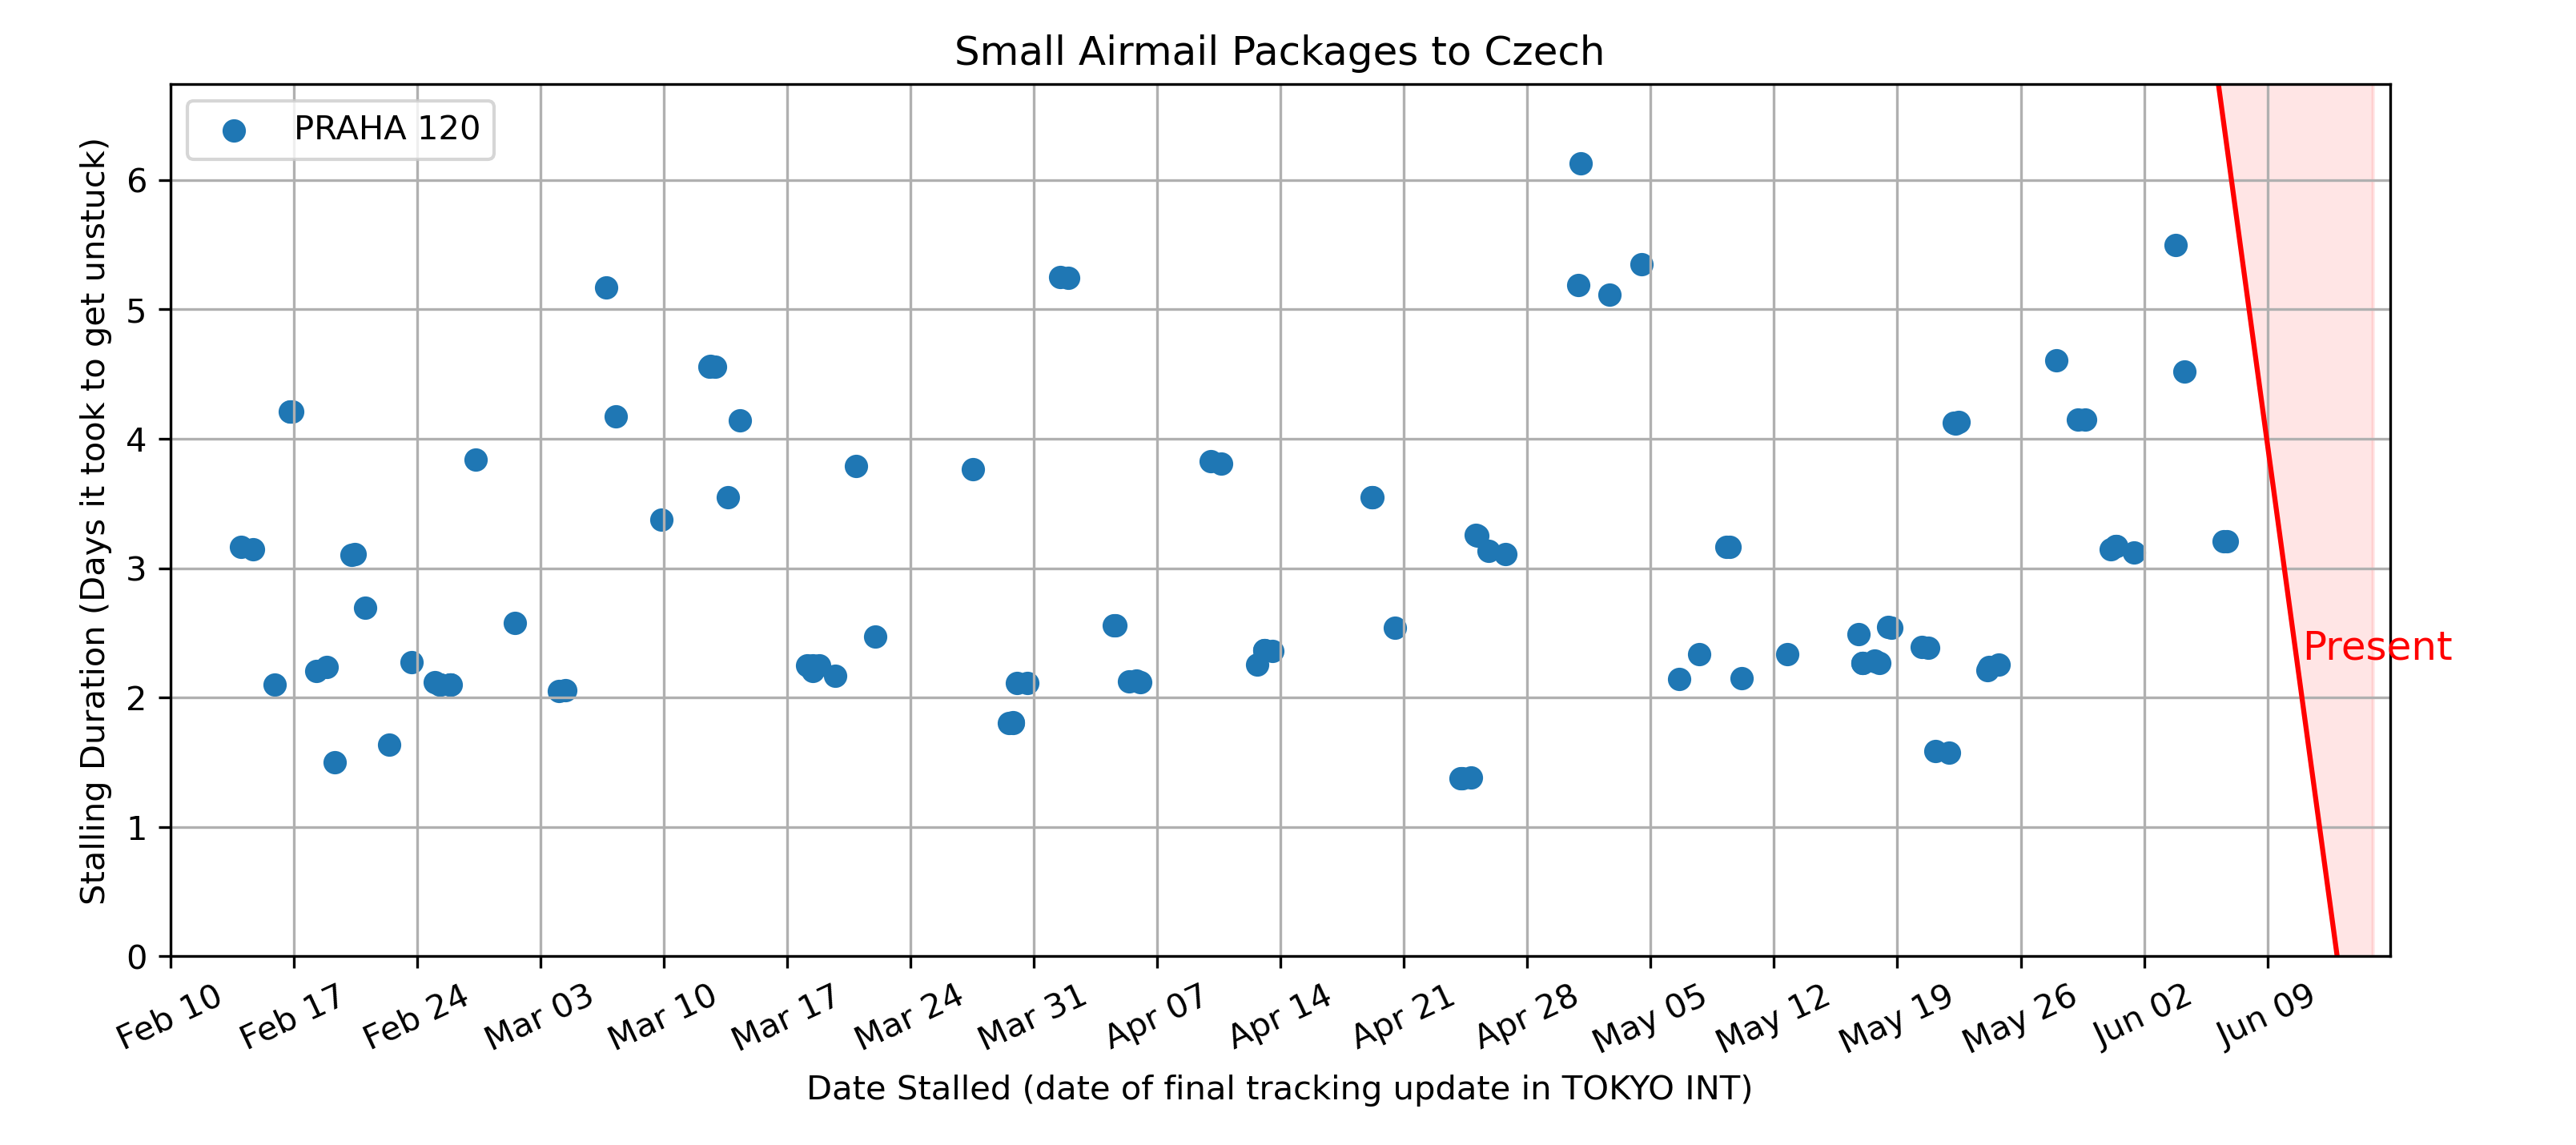 Small Airmail Packages to Czech
PRAHA 120
Stalling Duration (Days it took to get unstuck)
6
5
4
3
2
1
0
Present
Feb 10
Feb 17
Feb 24
Mar 03
Mar 10
Mar 17
Mar 24
Mar 31
Apr 07
Apr 14
Apr 21
Apr 28
May 05
May 12
May 19
May 26
Jun 02
Jun 09
Date Stalled (date of final tracking update in TOKYO INT)